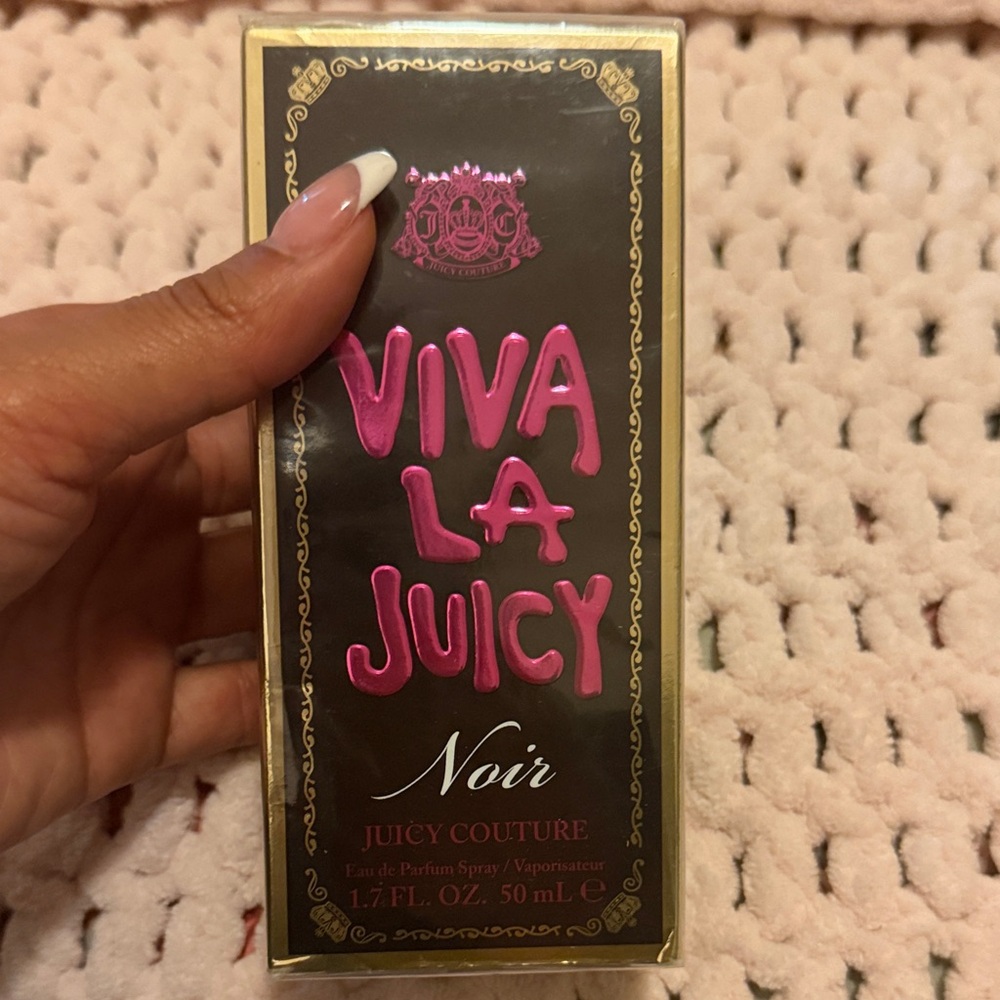 J C
JUICY COUTURE
VIVA
LA
JUICY
Noir
JUICY COUTURE
Eau de Parfum Spray / Vaporisateur
1.7 FL. OZ. 50 mL ℮